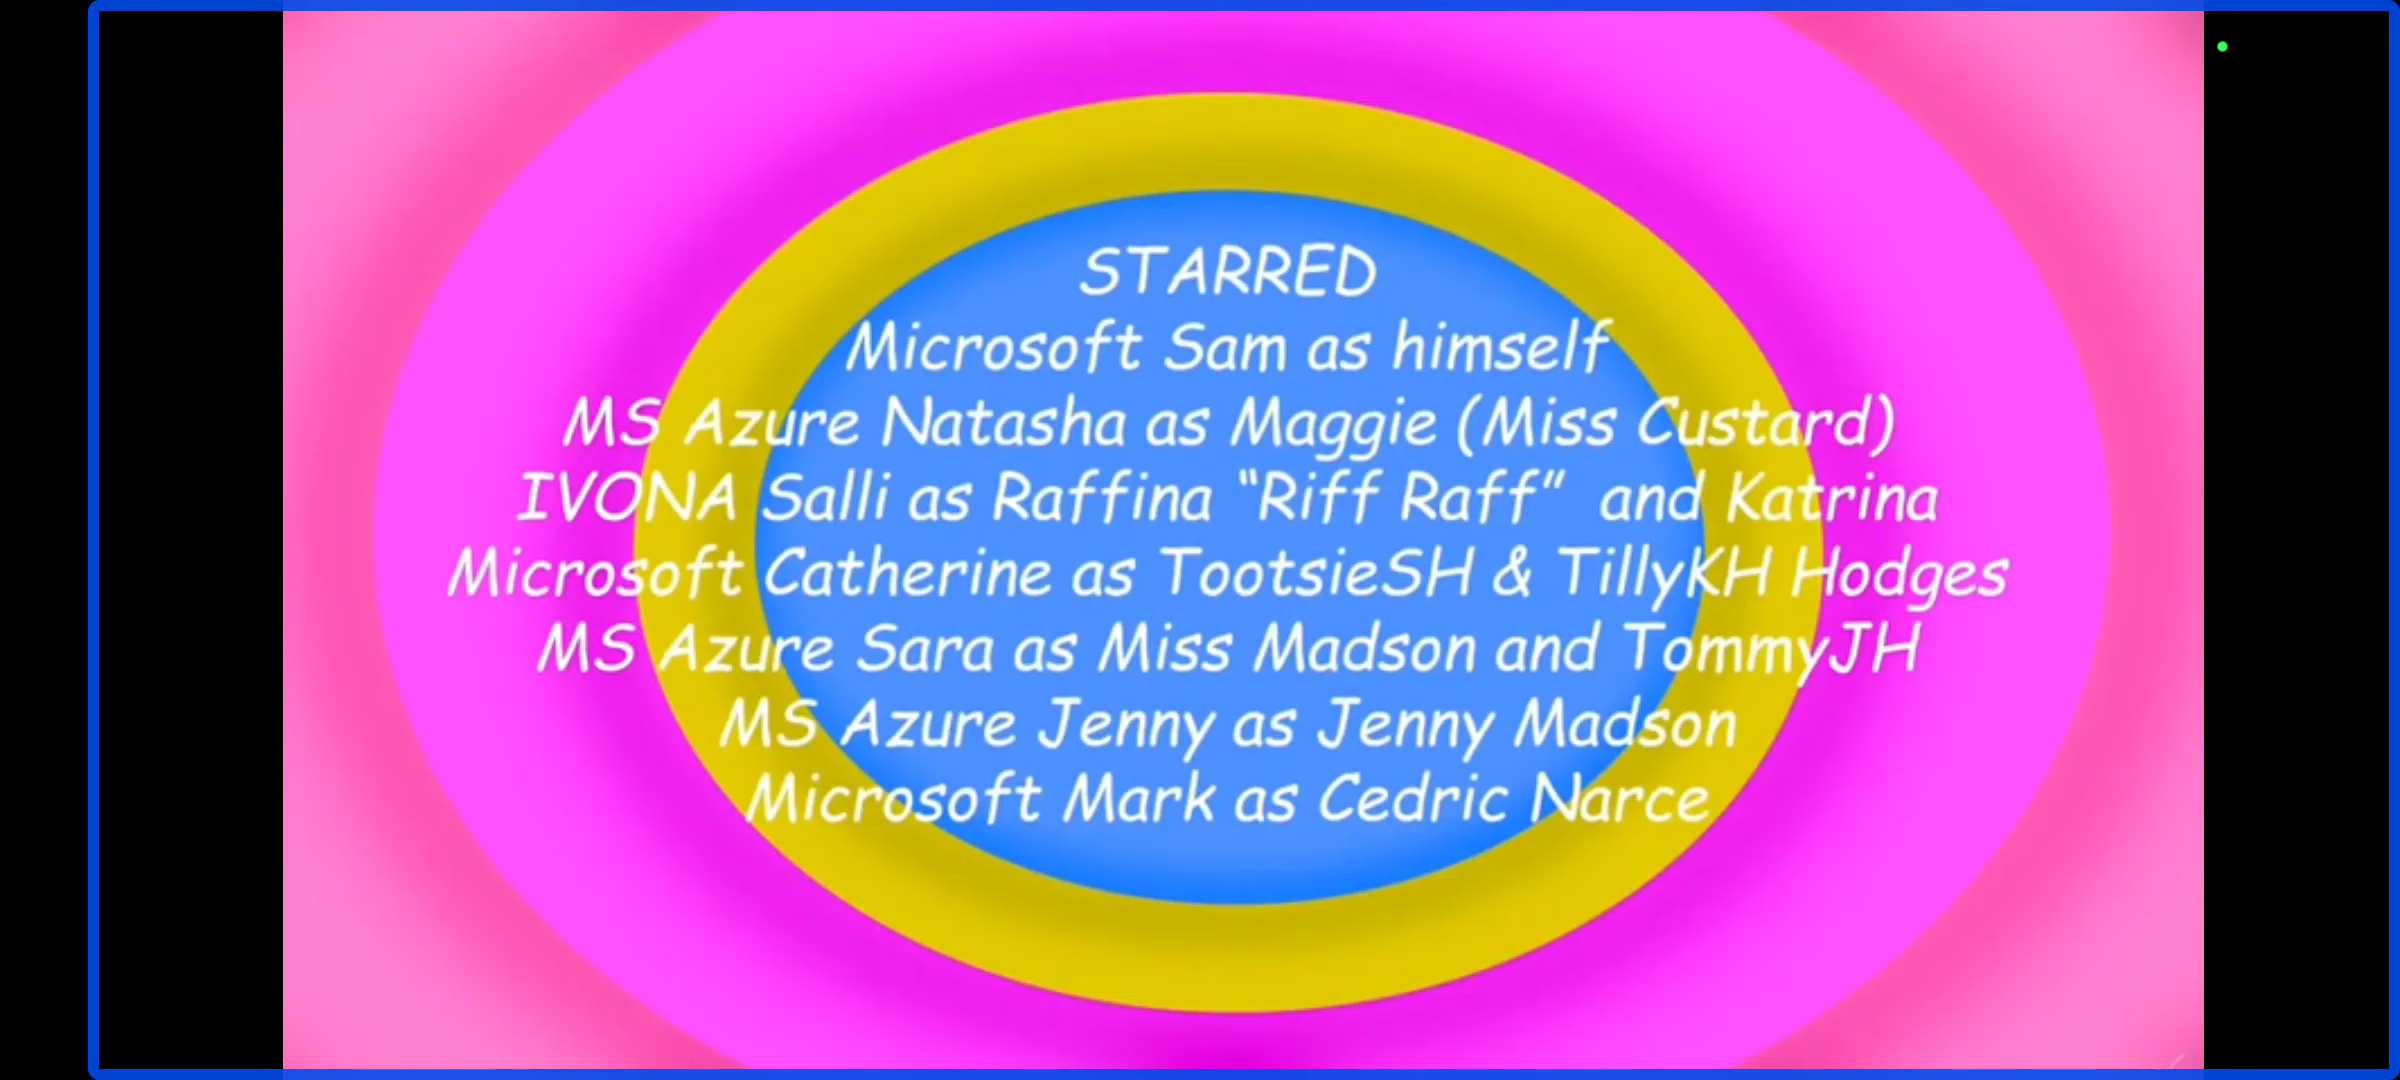 STARRED
Microsoft Sam as himself
MS Azure Natasha as Maggie (Miss Custard)
IVONA Salli as Raffina “Riff Raff” and Katrina
Microsoft Catherine as TootsieSH & TillyKH Hodges
MS Azure Sara as Miss Madson and TommyJH
MS Azure Jenny as Jenny Madson
Microsoft Mark as Cedric Narce